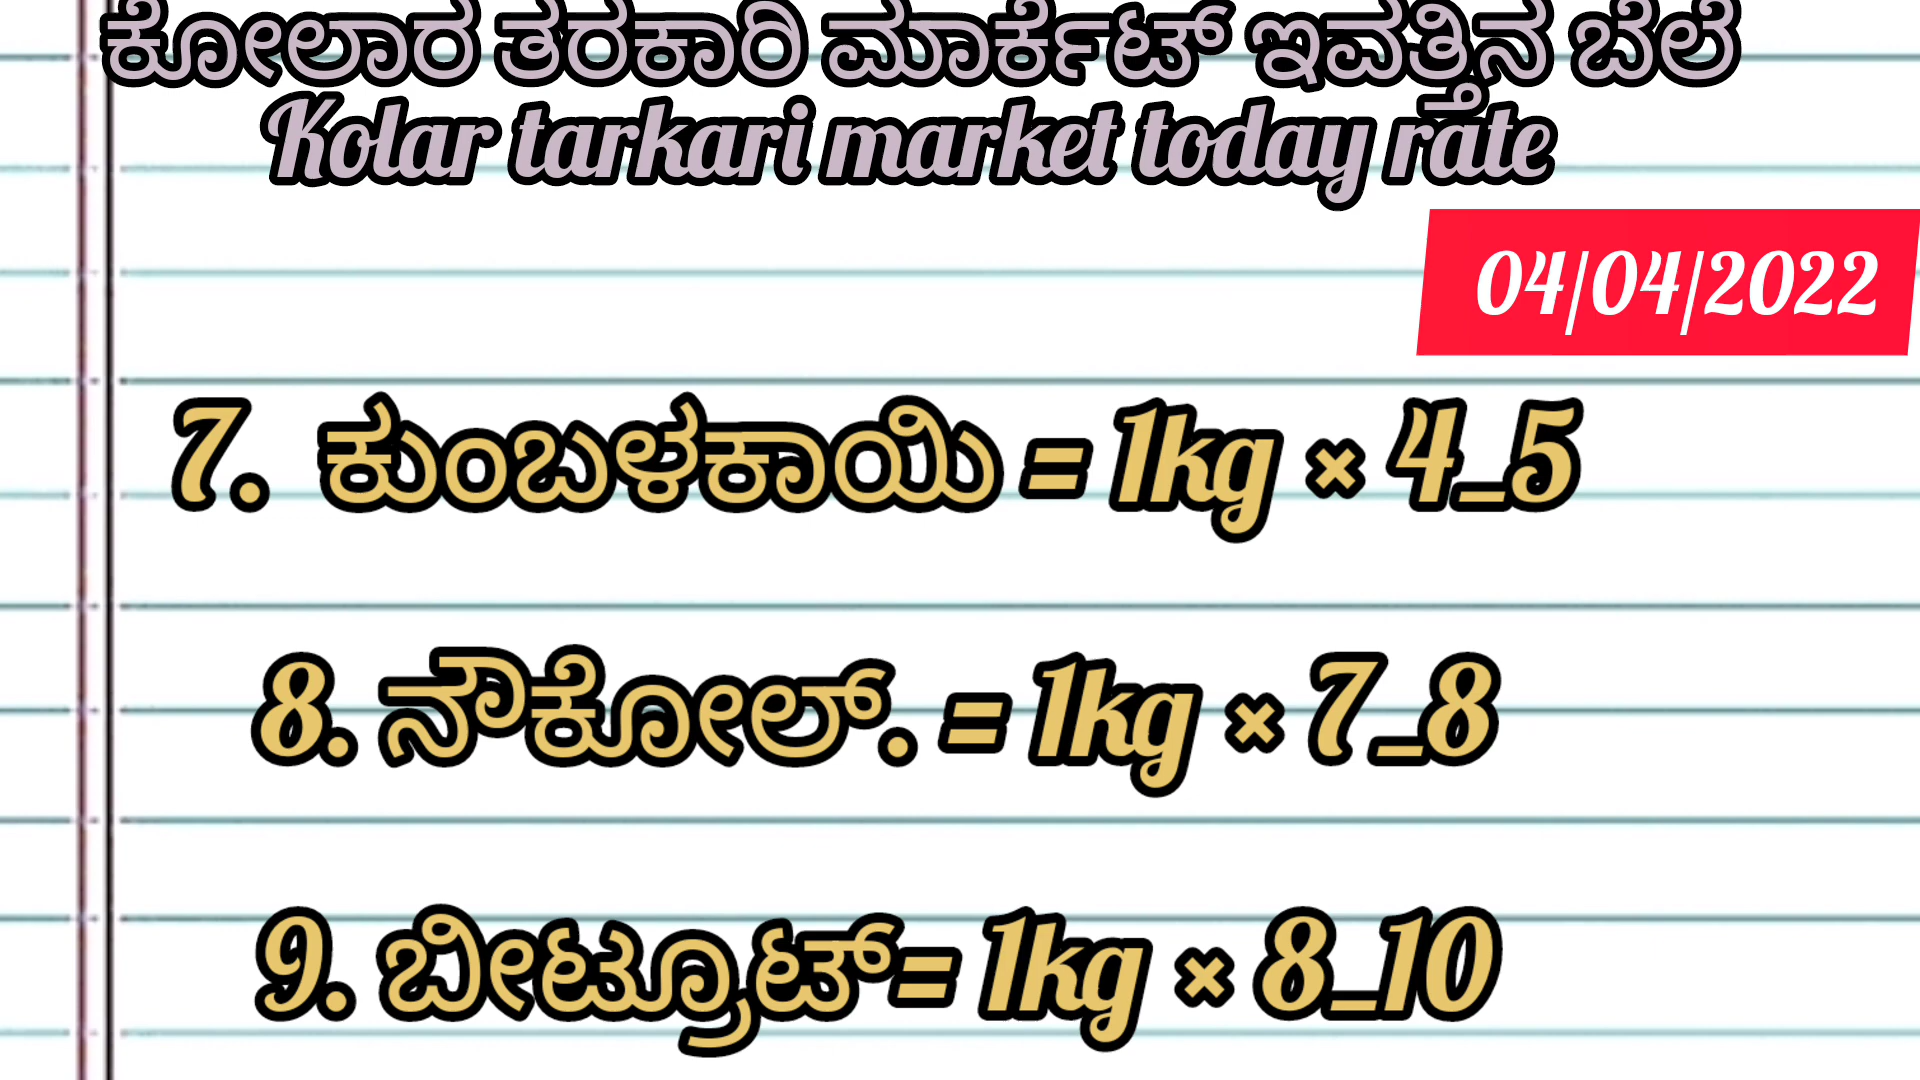 ಕೋಲಾರ ತರಕಾರಿ ಮಾರ್ಕೆಟ್ ಇವತ್ತಿನ ಬೆಲೆ
Kolar tarkari market today rate
04/04/2022
7. ಕುಂಬಳಕಾಯಿ = 1kg × 4_5
8. ನೌಕೋಲ್. = 1kg × 7_8
9. ಬೀಟ್ರೂಟ್= 1kg × 8_10